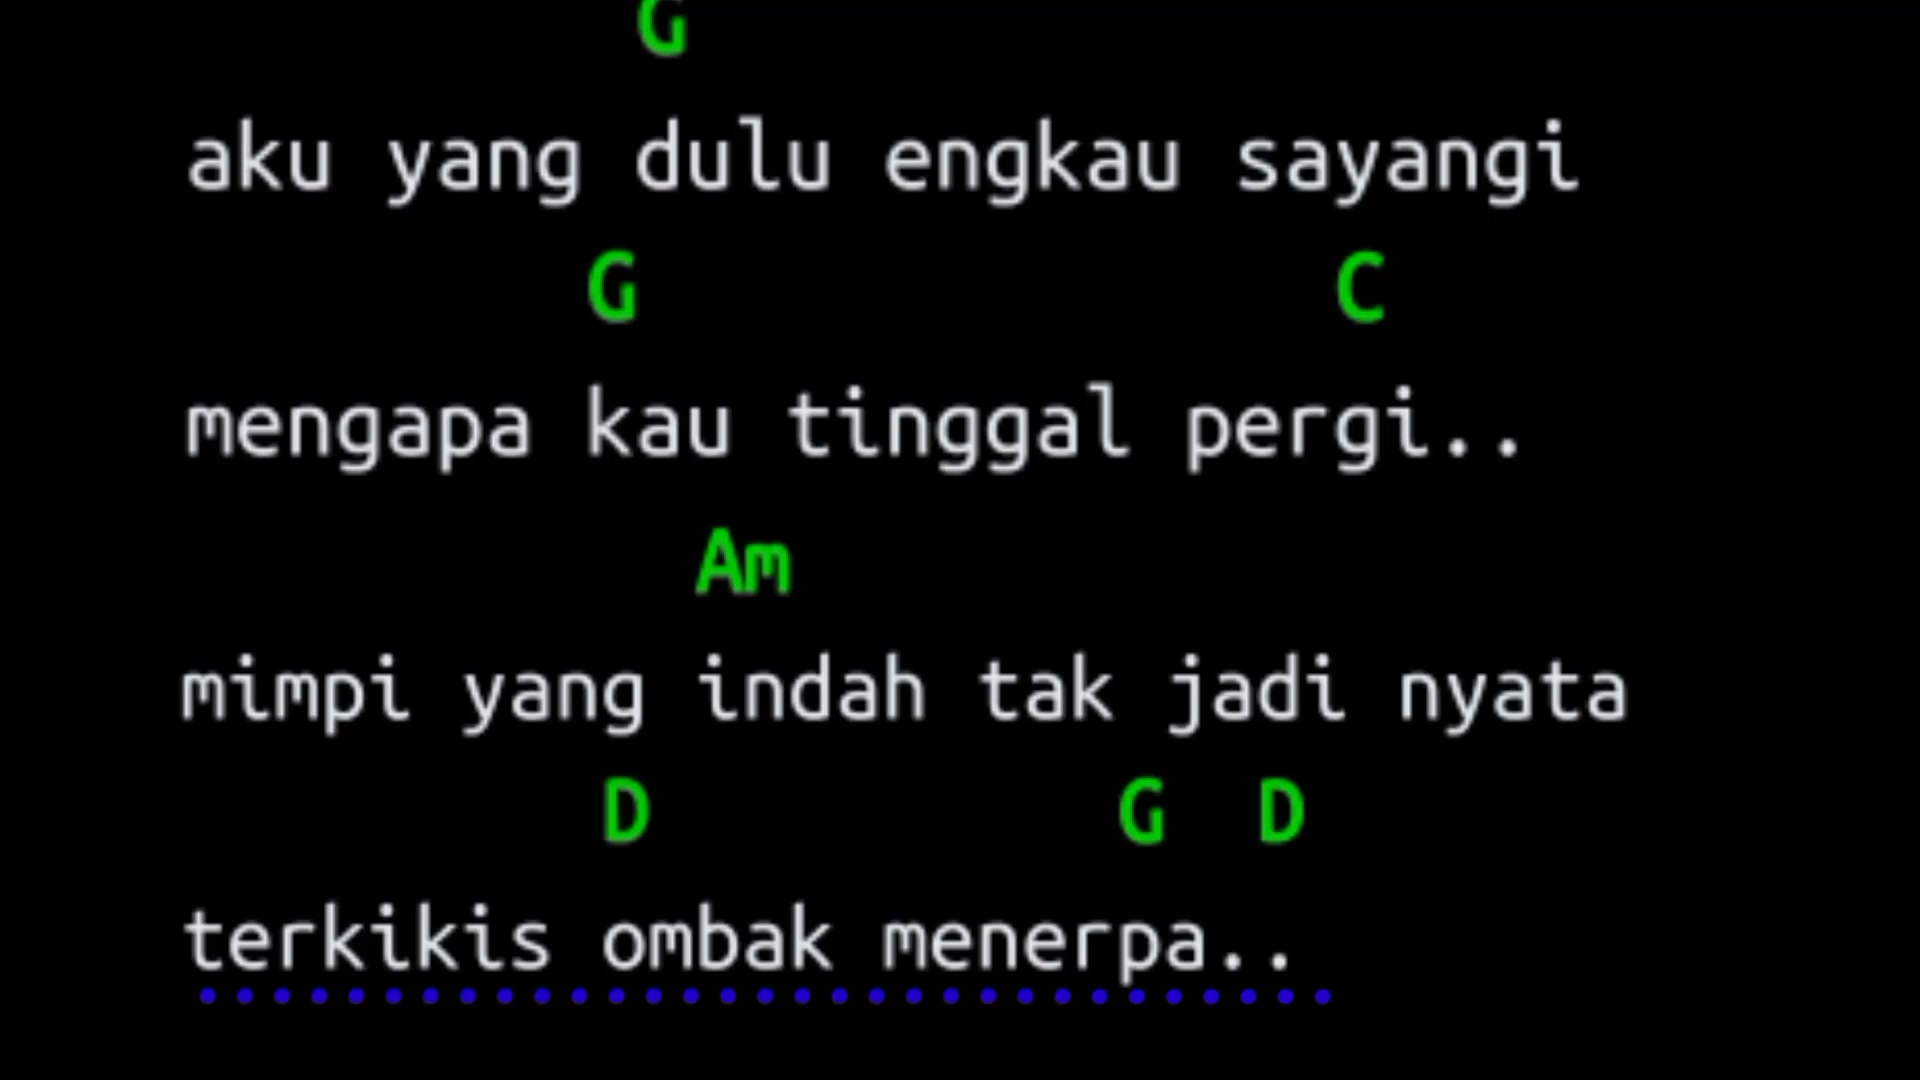 G
aku yang dulu engkau sayangi
G C
mengapa kau tinggal pergi..
Am
mimpi yang indah tak jadi nyata
D G D
terkikis ombak menerpa..